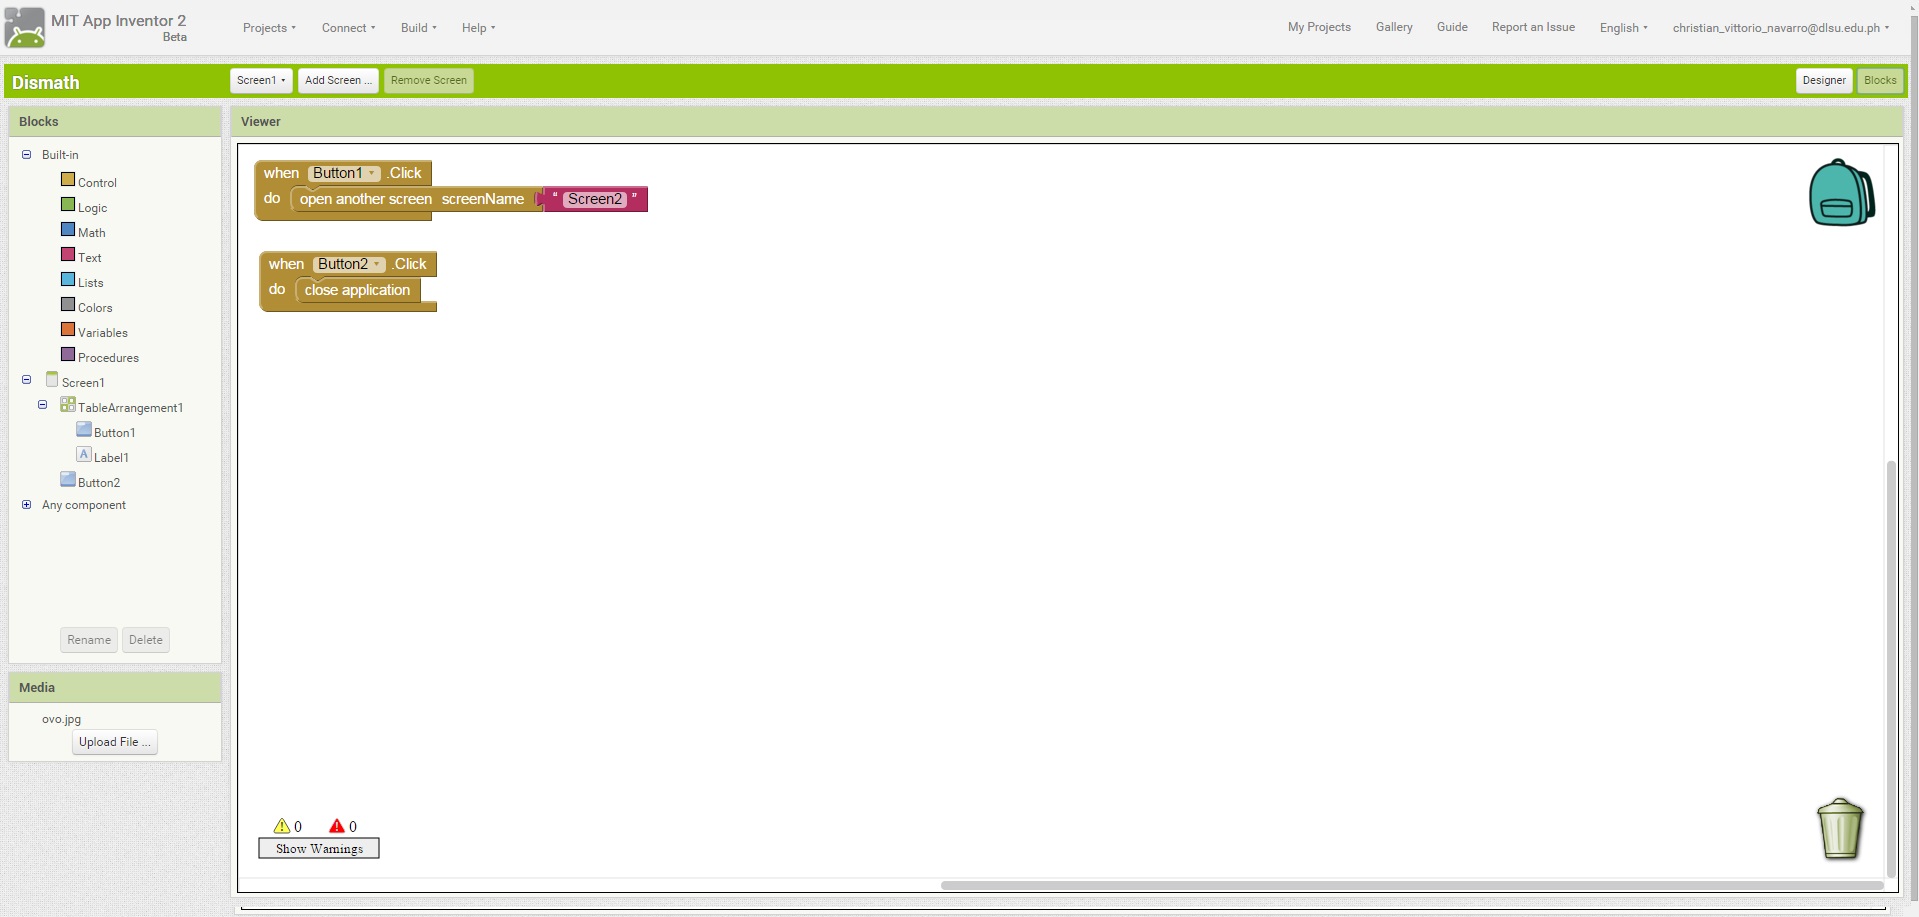 MIT App Inventor 2
Beta
Projects Connect Build Help
My Projects Gallery Guide Report an Issue English christian_vittorio_navarro@dlsu.edu.ph
Dismath
Screen1 Add Screen ... Remove Screen
Designer Blocks
Blocks
Built-in
Control
Logic
Math
Text
Lists
Colors
Variables
Procedures
Screen1
TableArrangement1
Button1
A Label1
Button2
Any component
Rename Delete
Media
ovo.jpg
Upload File ...
Viewer
when Button1 .Click
do open another screen screenName " Screen2 "
when Button2 .Click
do close application
0 0
Show Warnings